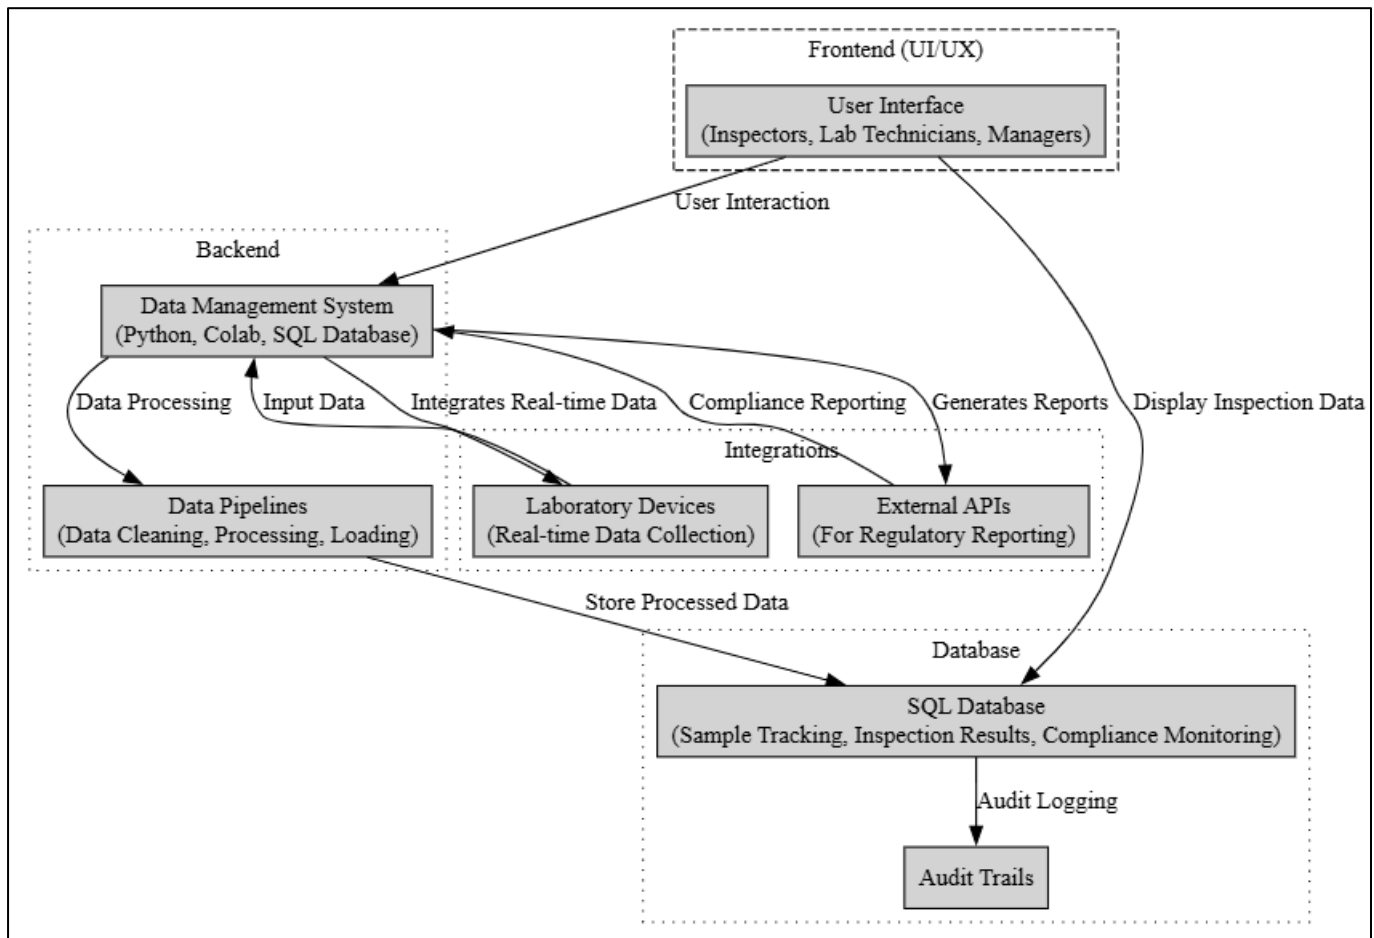 Frontend (UI/UX)
User Interface
(Inspectors, Lab Technicians, Managers)
User Interaction
Backend
Data Management System
(Python, Colab, SQL Database)
Data Processing
Input Data
Integrates Real-time Data
Compliance Reporting
Generates Reports
Display Inspection Data
Integrations
Data Pipelines
(Data Cleaning, Processing, Loading)
Laboratory Devices
(Real-time Data Collection)
External APIs
(For Regulatory Reporting)
Store Processed Data
Database
SQL Database
(Sample Tracking, Inspection Results, Compliance Monitoring)
Audit Logging
Audit Trails